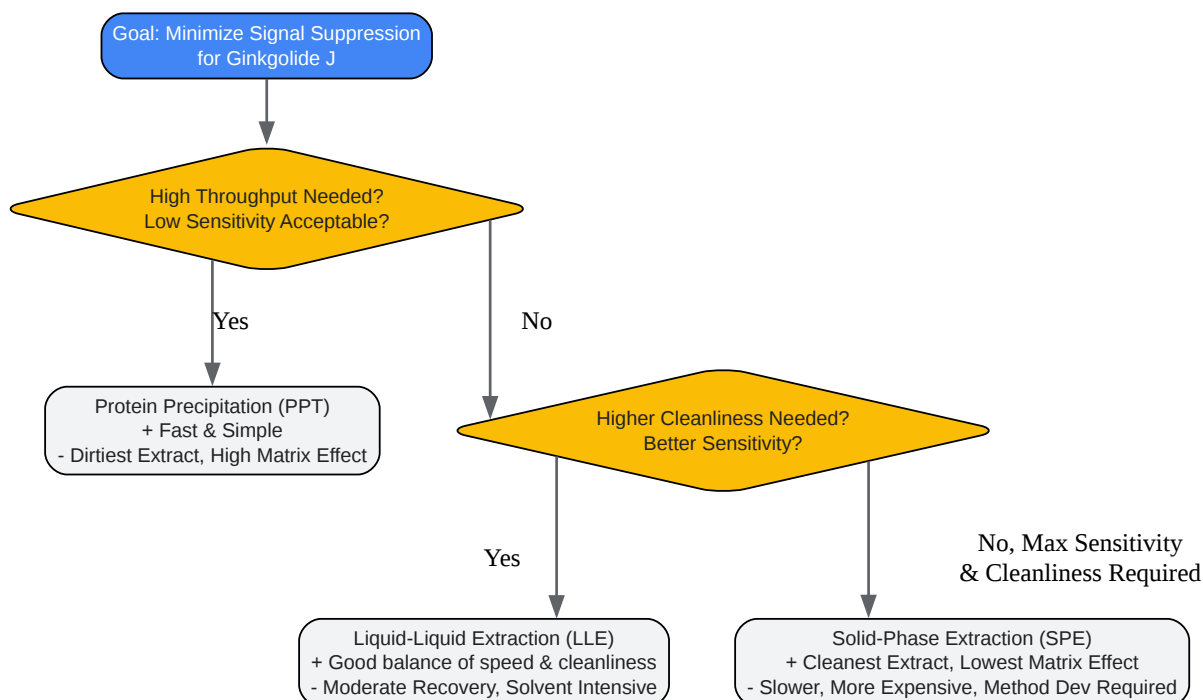 Goal: Minimize Signal Suppression
for Ginkgolide J
High Throughput Needed?
Low Sensitivity Acceptable?
Yes
No
Protein Precipitation (PPT)
+ Fast & Simple
- Dirtiest Extract, High Matrix Effect
Higher Cleanliness Needed?
Better Sensitivity?
Yes
No, Max Sensitivity
& Cleanliness Required
Liquid-Liquid Extraction (LLE)
+ Good balance of speed & cleanliness
- Moderate Recovery, Solvent Intensive
Solid-Phase Extraction (SPE)
+ Cleanest Extract, Lowest Matrix Effect
- Slower, More Expensive, Method Dev Required